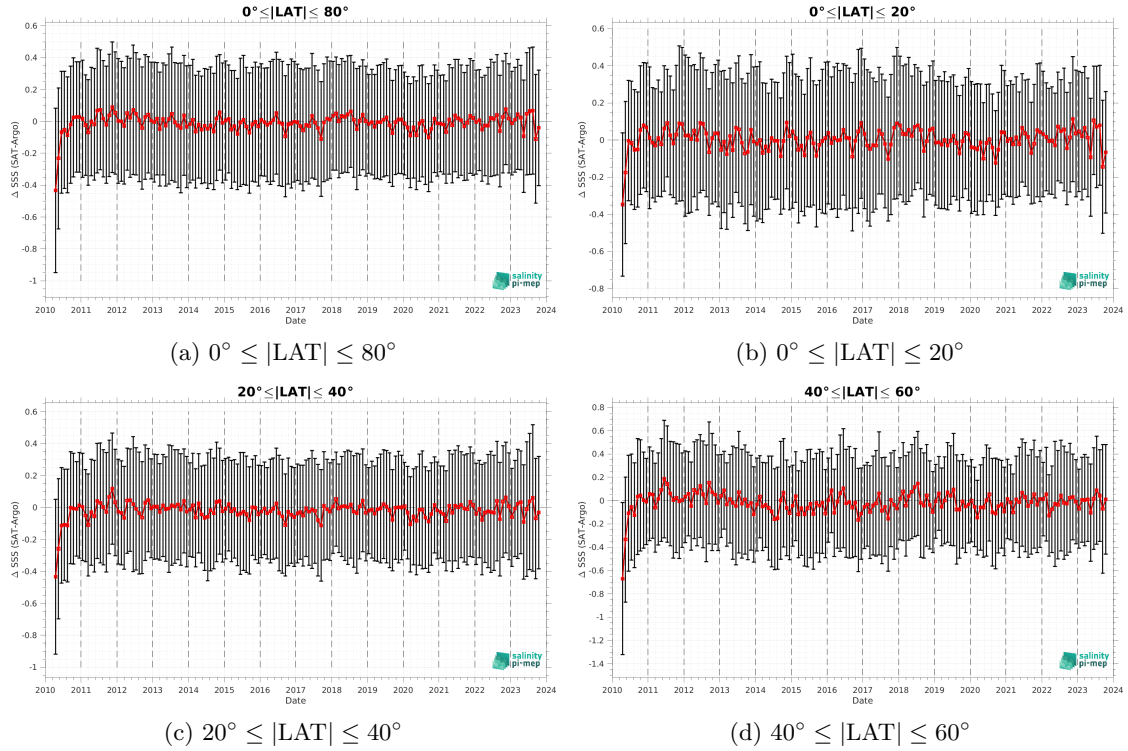 0°≤|LAT|≤ 80°
0.6
0.4
0.2
0
-0.2
-0.4
-0.6
-0.8
-1
Δ SSS (SAT-Argo)
salinity
pi-mep
2010 2011 2012 2013 2014 2015 2016 2017 2018 2019 2020 2021 2022 2023 2024
Date
(a) 0° ≤ |LAT| ≤ 80°
0°≤|LAT|≤ 20°
0.6
0.4
0.2
0
-0.2
-0.4
-0.6
-0.8
Δ SSS (SAT-Argo)
salinity
pi-mep
2010 2011 2012 2013 2014 2015 2016 2017 2018 2019 2020 2021 2022 2023 2024
Date
(b) 0° ≤ |LAT| ≤ 20°
20°≤|LAT|≤ 40°
0.6
0.4
0.2
0
-0.2
-0.4
-0.6
-0.8
-1
Δ SSS (SAT-Argo)
salinity
pi-mep
2010 2011 2012 2013 2014 2015 2016 2017 2018 2019 2020 2021 2022 2023 2024
Date
(c) 20° ≤ |LAT| ≤ 40°
40°≤|LAT|≤ 60°
0.8
0.6
0.4
0.2
0
-0.2
-0.4
-0.6
-0.8
-1
-1.2
-1.4
Δ SSS (SAT-Argo)
salinity
pi-mep
2010 2011 2012 2013 2014 2015 2016 2017 2018 2019 2020 2021 2022 2023 2024
Date
(d) 40° ≤ |LAT| ≤ 60°